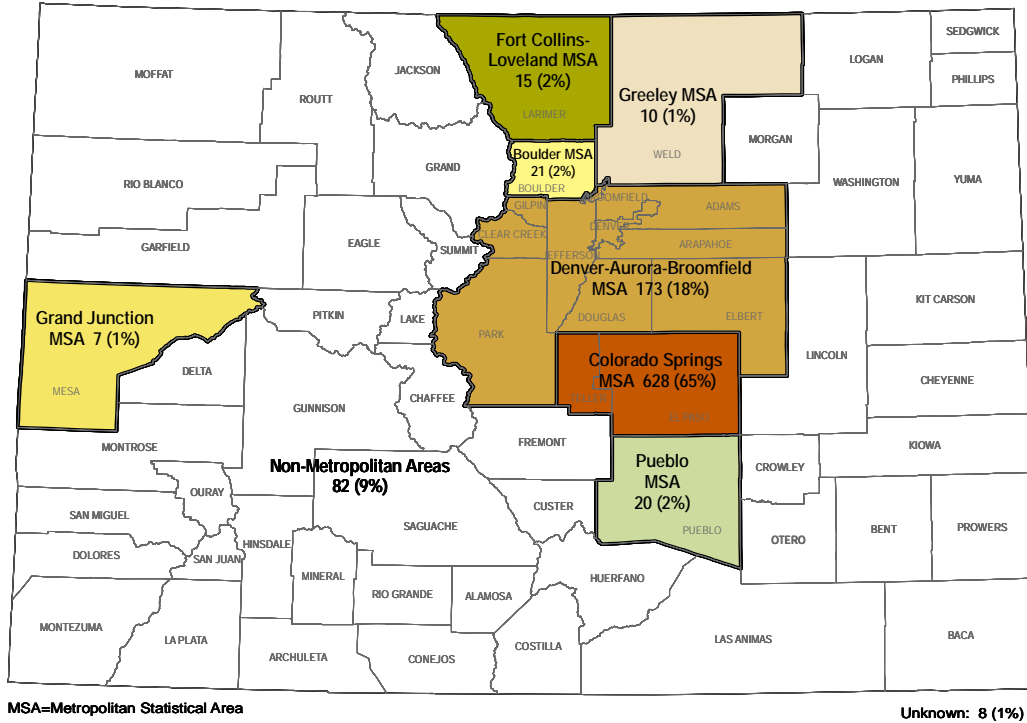 SEDGWICK
MOFFAT
ROUTT
JACKSON
Fort Collins-
Loveland MSA
15 (2%)
LARIMER
Greeley MSA
10 (1%)
WELD
LOGAN
PHILLIPS
MORGAN
GRAND
Boulder MSA
21 (2%)
BOULDER
RIO BLANCO
WASHINGTON
YUMA
GILPIN
ADAMS
CLEAR CREEK
DENVER
GARFIELD
EAGLE
SUMMIT
ARAPAHOE
Denver-Aurora-Broomfield
MSA 173 (18%)
KIT CARSON
Grand Junction
MSA 7 (1%)
MESA
PITKIN
LAKE
PARK
DOUGLAS
ELBERT
LINCOLN
Colorado Springs
MSA 628 (65%)
DELTA
CHEYENNE
GUNNISON
CHAFFEE
MONTROSE
FREMONT
KIOWA
Non-Metropolitan Areas
82 (9%)
Pueblo
MSA
20 (2%)
PUEBLO
CROWLEY
OURAY
SAN MIGUEL
SAGUACHE
CUSTER
BENT
PROWERS
OTERO
DOLORES
SAN JUAN
HINSDALE
MINERAL
HUERFANO
RIO GRANDE
ALAMOSA
MONTEZUMA
LA PLATA
ARCHULETA
CONEJOS
COSTILLA
LAS ANIMAS
BACA
MSA=Metropolitan Statistical Area
Unknown: 8 (1%)